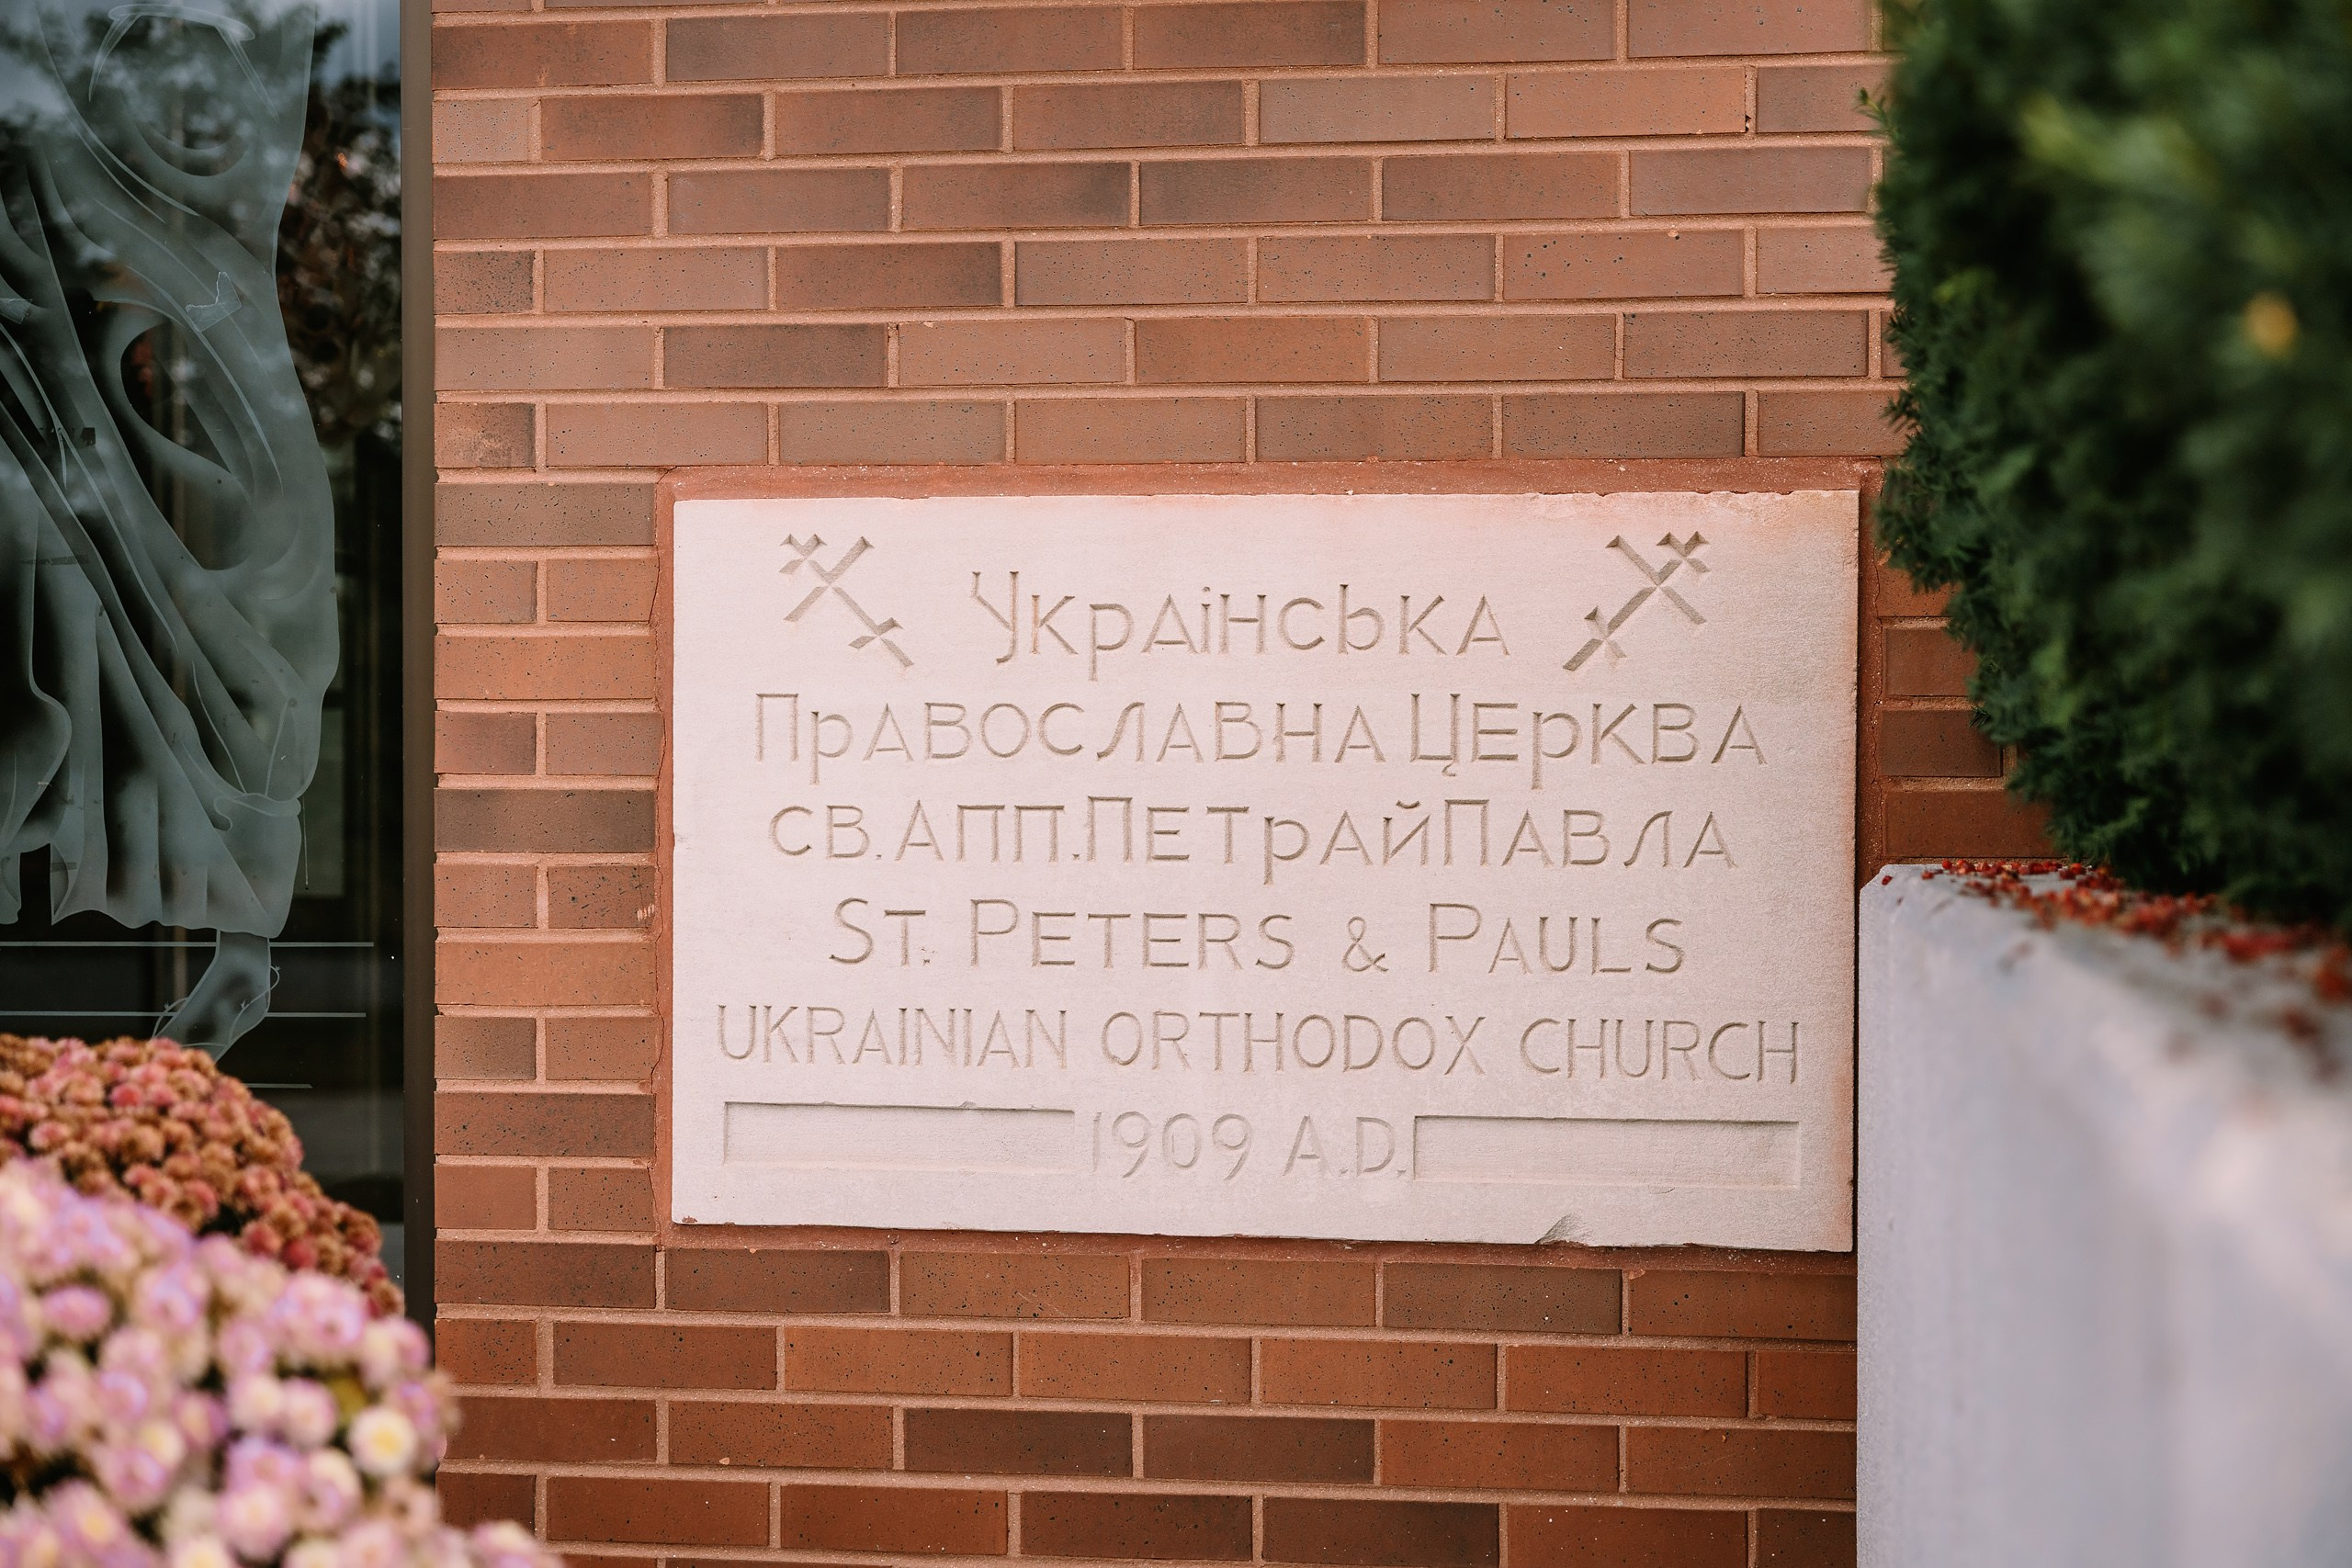 Українська
Православна Церква
св. Апп. Петра й Павла
St. Peters & Pauls
UKRAINIAN ORTHODOX CHURCH
1909 A.D.